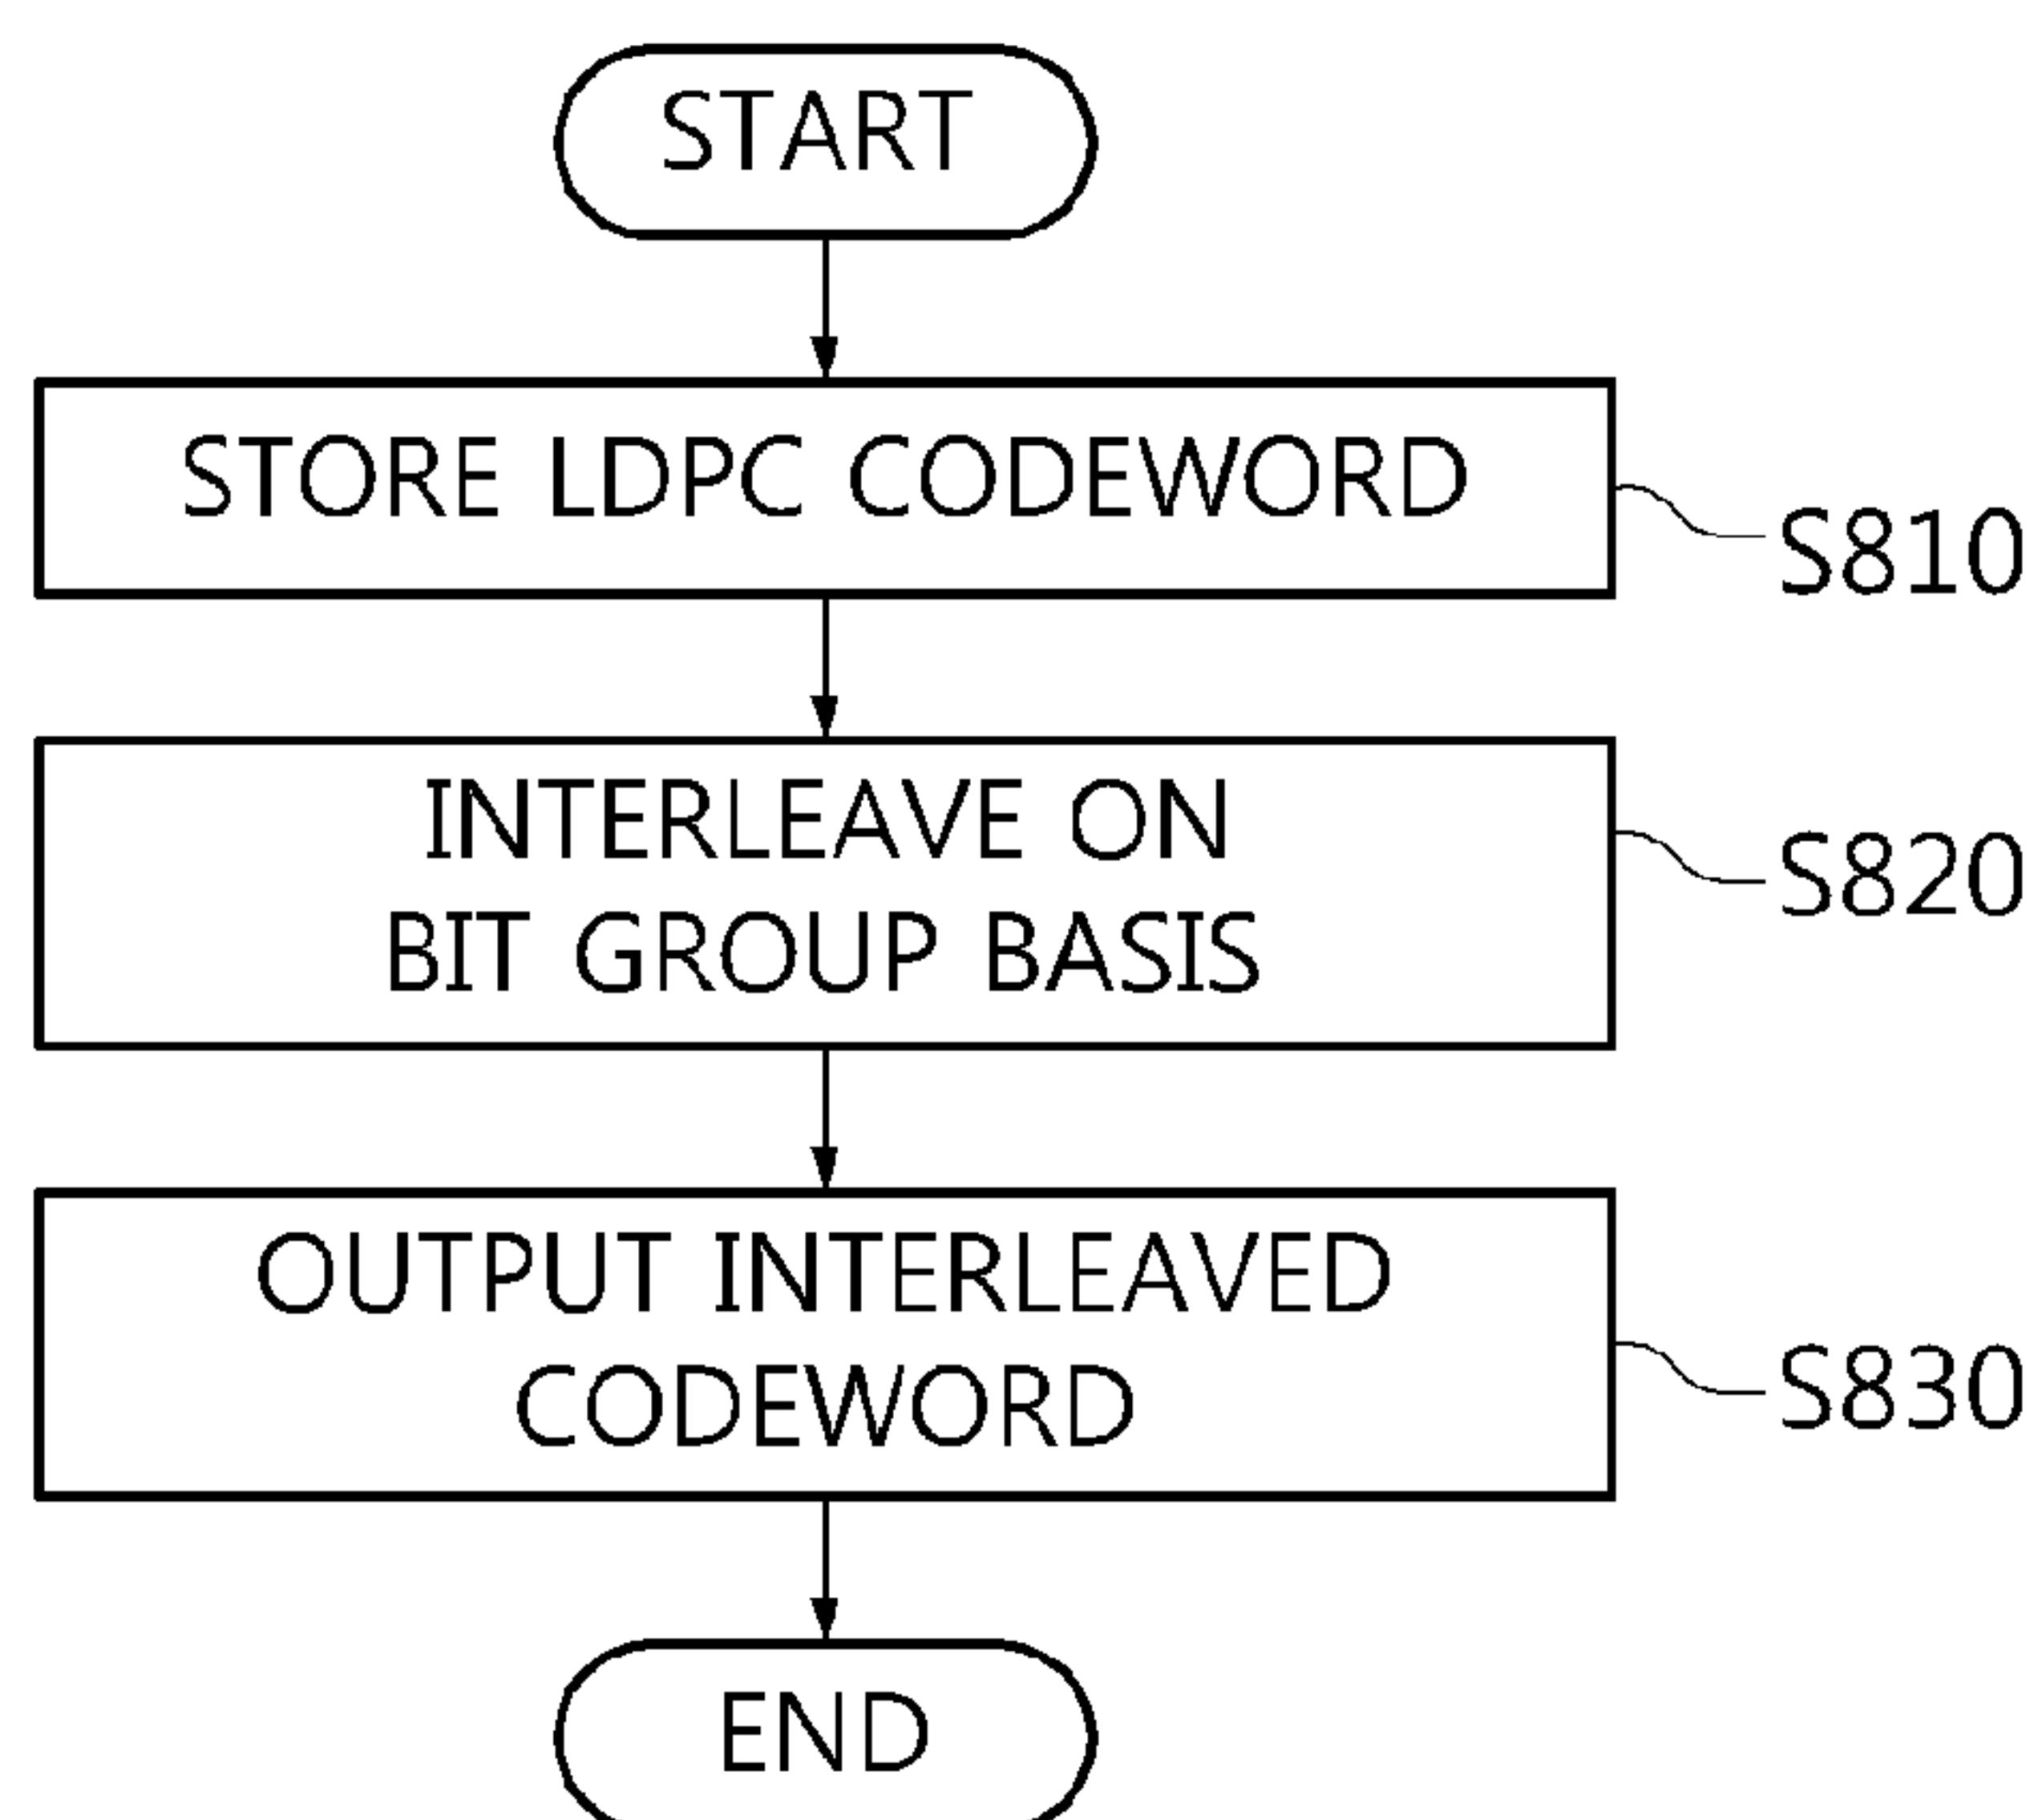 START
STORE LDPC CODEWORD
S810
INTERLEAVE ON
BIT GROUP BASIS
S820
OUTPUT INTERLEAVED
CODEWORD
S830
END